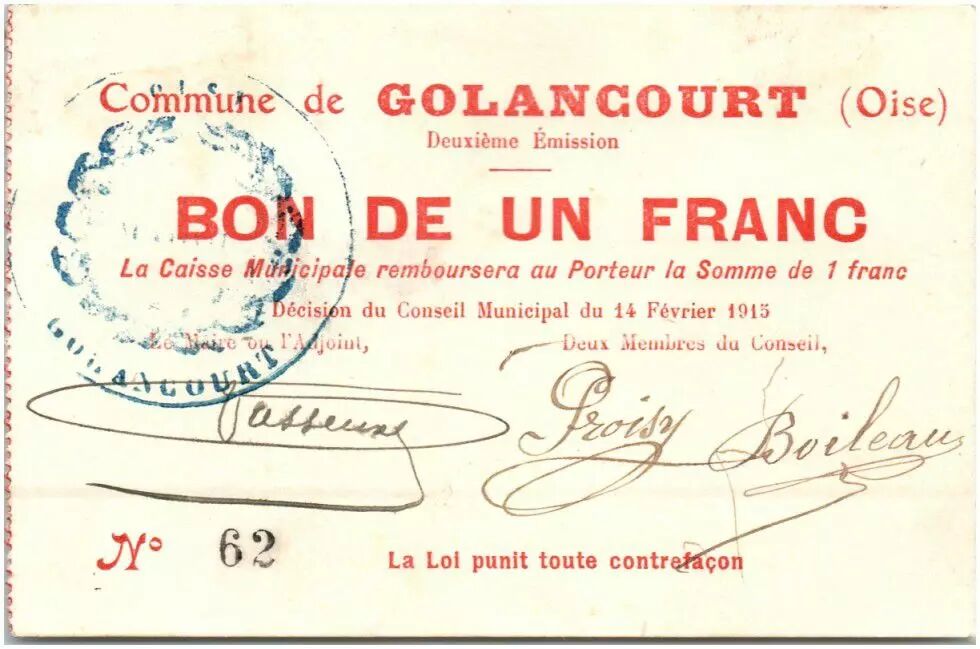 Commune de GOLANCOURT (Oise)
Deuxième Émission
BON DE UN FRANC
La Caisse Municipale remboursera au Porteur la Somme de 1 franc
Décision du Conseil Municipal du 14 Février 1915
Le Maire ou l'Adjoint, Deux Membres du Conseil,
GOLANCOURT
Proisy Boileau
Nº 62 La Loi punit toute contrefaçon